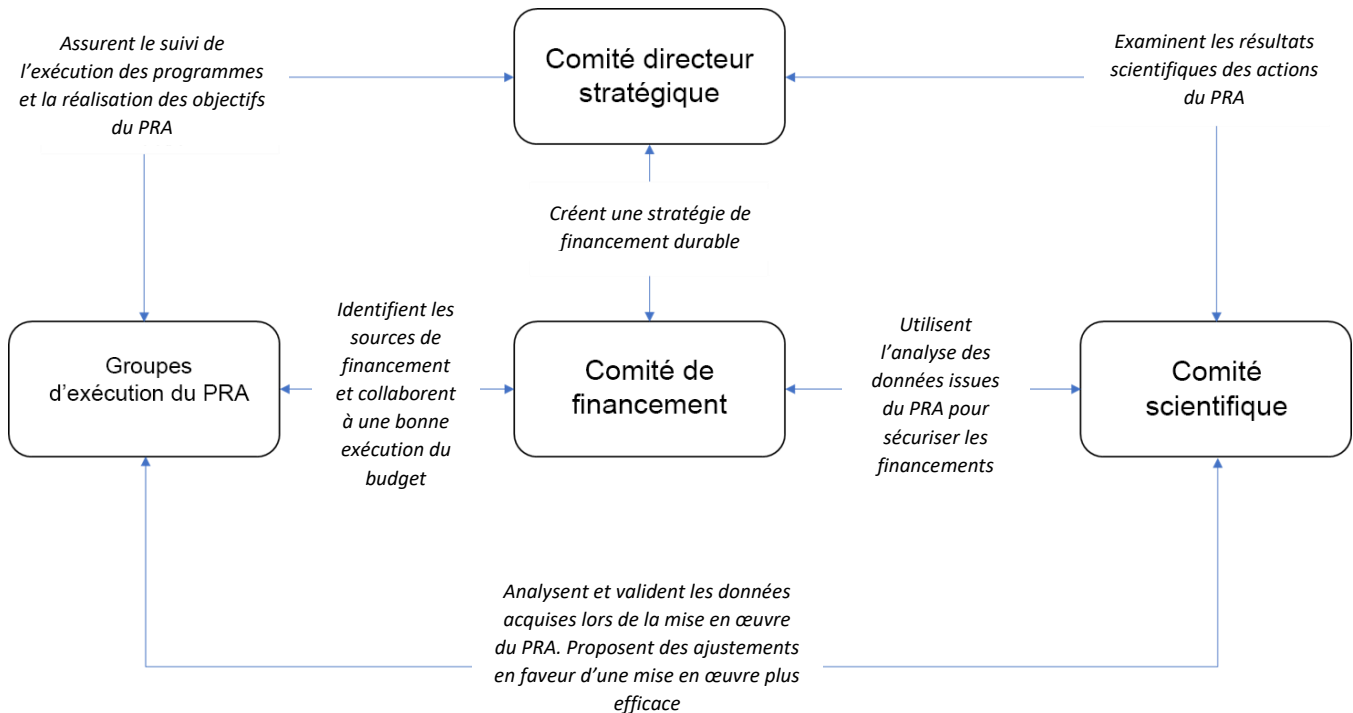 Assurent le suivi de
l'exécution des programmes
et la réalisation des objectifs
du PRA
Comité directeur
stratégique
Examinent les résultats
scientifiques des actions
du PRA
Créent une stratégie de
financement durable
Groupes
d'exécution du PRA
Identifient les
sources de
financement
et collaborent
à une bonne
exécution du
budget
Comité de
financement
Utilisent
l'analyse des
données issues
du PRA pour
sécuriser les
financements
Comité
scientifique
Analysent et valident les données
acquises lors de la mise en œuvre
du PRA. Proposent des ajustements
en faveur d'une mise en œuvre plus
efficace